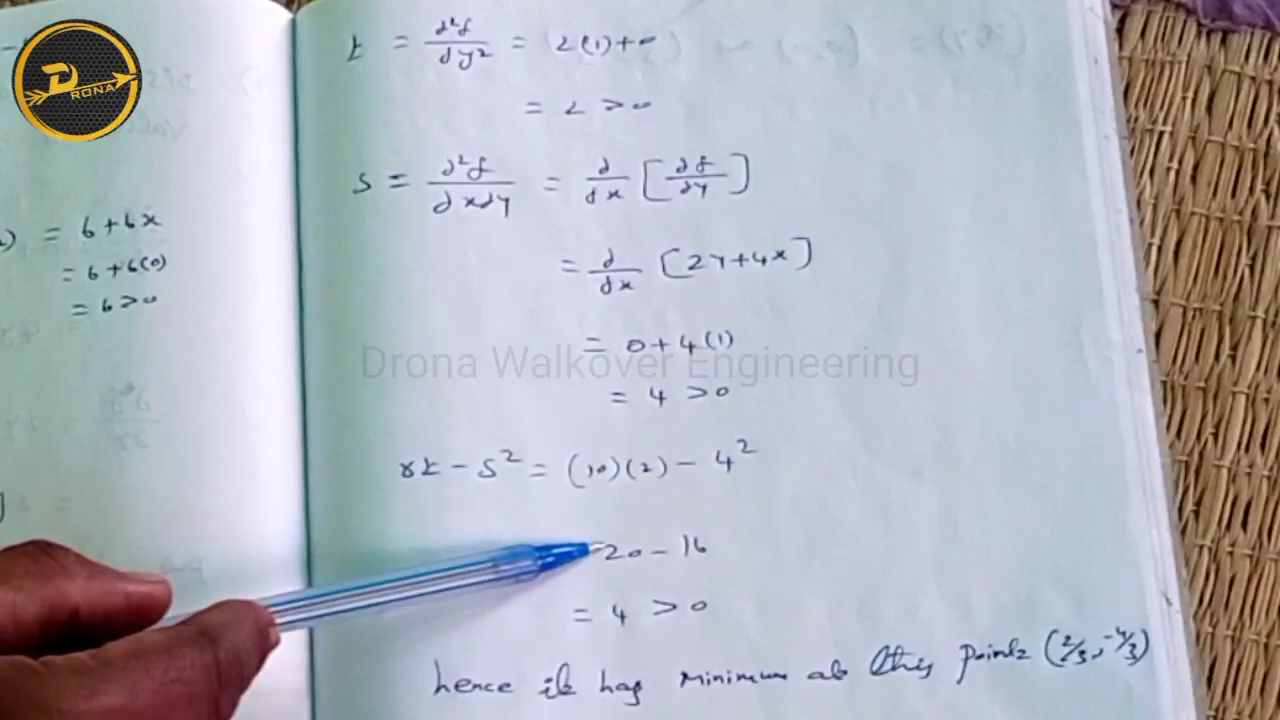 DRONA
) = 6+6x
= 6+6(0)
= 6>0
t = ∂²f/∂y² = 2(1)+0
= 2 >0
s = ∂²f/∂x∂y = ∂/∂x [∂f/∂y]
= ∂/∂x [2y+4x]
= 0+4(1)
Drona Walkover Engineering
= 4 >0
rt - s² = (10)(2) - 4²
20 - 16
= 4 > 0
hence it has minimum at this point (2/3, -4/3)